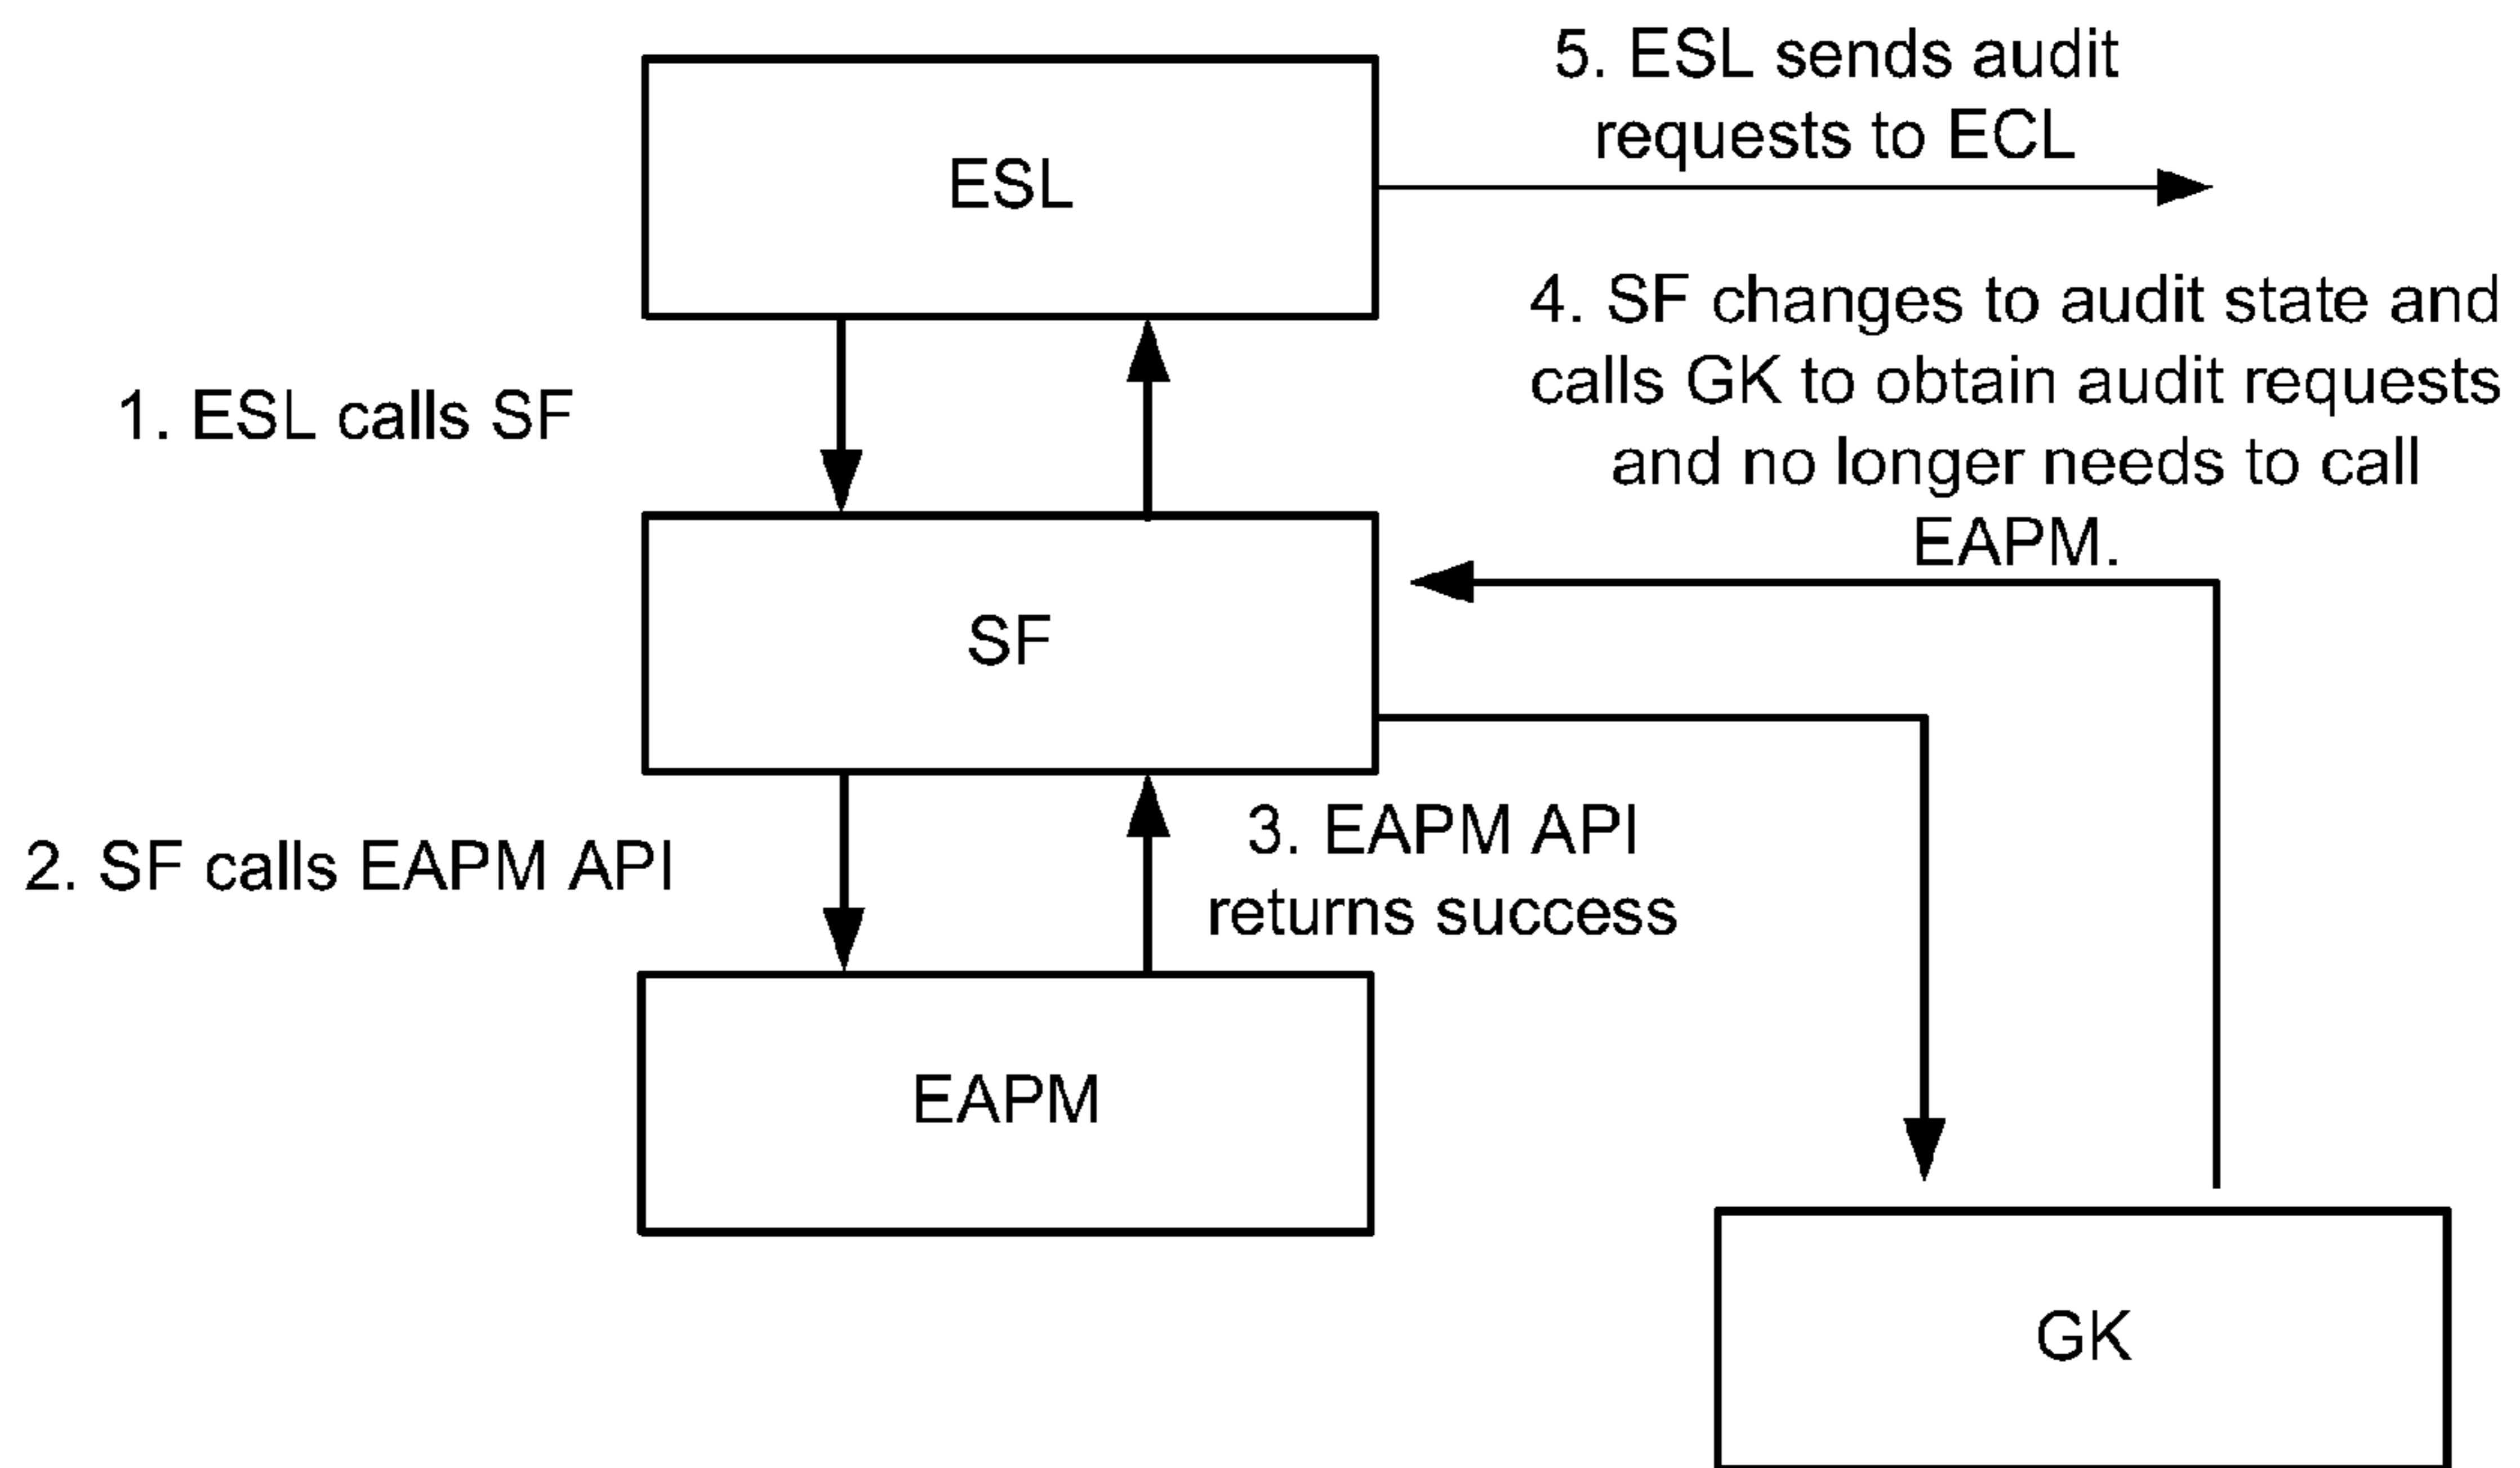 5. ESL sends audit
requests to ECL
ESL
4. SF changes to audit state and
calls GK to obtain audit requests
and no longer needs to call
EAPM.
1. ESL calls SF
SF
2. SF calls EAPM API
3. EAPM API
returns success
EAPM
GK